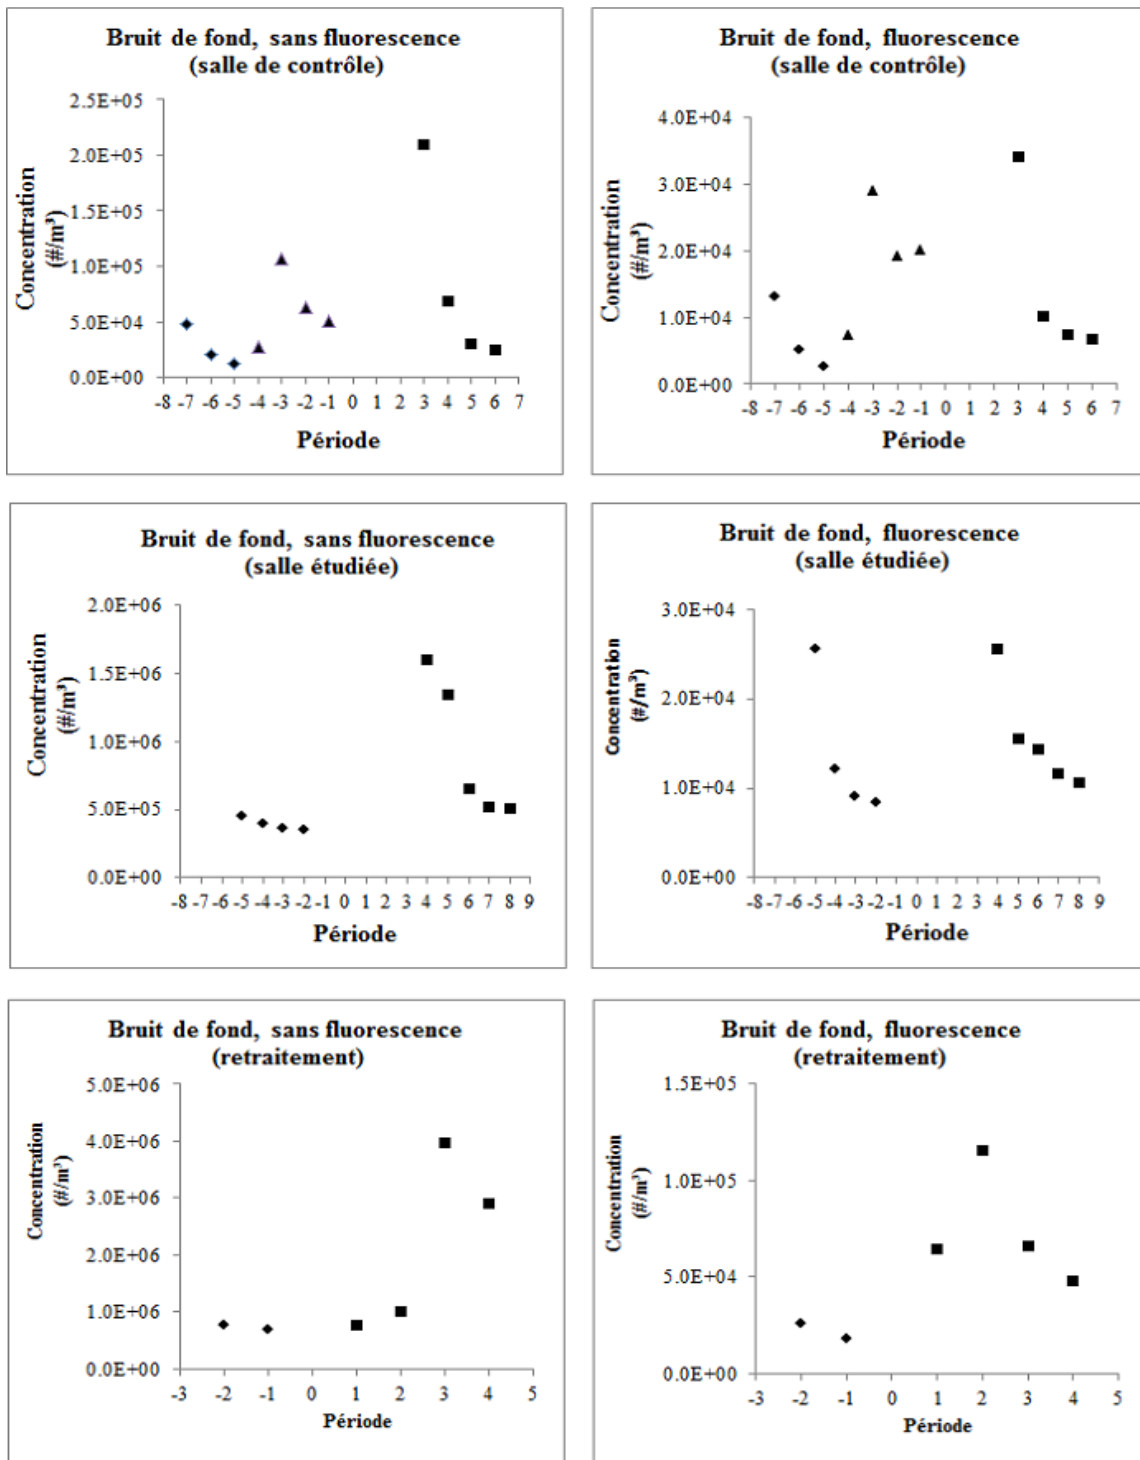 Bruit de fond, sans fluorescence
(salle de contrôle)
2.5E+05
2.0E+05
1.5E+05
1.0E+05
5.0E+04
0.0E+00
Concentration
(#/m³)
-8 -7 -6 -5 -4 -3 -2 -1 0 1 2 3 4 5 6 7
Période
Bruit de fond, fluorescence
(salle de contrôle)
4.0E+04
3.0E+04
2.0E+04
1.0E+04
0.0E+00
Concentration
(#/m³)
-8 -7 -6 -5 -4 -3 -2 -1 0 1 2 3 4 5 6 7
Période
Bruit de fond, sans fluorescence
(salle étudiée)
2.0E+06
1.5E+06
1.0E+06
5.0E+05
0.0E+00
Concentration
(#/m³)
-8 -7 -6 -5 -4 -3 -2 -1 0 1 2 3 4 5 6 7 8 9
Période
Bruit de fond, fluorescence
(salle étudiée)
3.0E+04
2.0E+04
1.0E+04
0.0E+00
Concentration
(#/m³)
-8 -7 -6 -5 -4 -3 -2 -1 0 1 2 3 4 5 6 7 8 9
Période
Bruit de fond, sans fluorescence
(retraitement)
5.0E+06
4.0E+06
3.0E+06
2.0E+06
1.0E+06
0.0E+00
Concentration
(#/m³)
-3 -2 -1 0 1 2 3 4 5
Période
Bruit de fond, fluorescence
(retraitement)
1.5E+05
1.0E+05
5.0E+04
0.0E+00
Concentration
(#/m³)
-3 -2 -1 0 1 2 3 4 5
Période